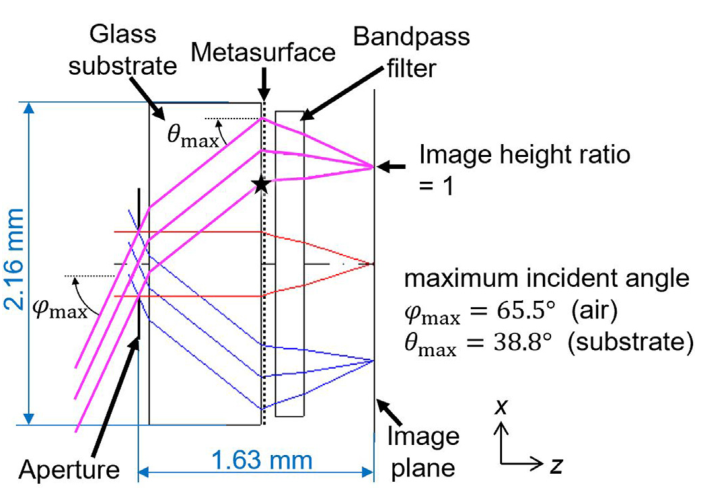 Glass
substrate
Metasurface
Bandpass
filter
θmax
Image height ratio
= 1
2.16 mm
φmax
maximum incident angle
φmax = 65.5° (air)
θmax = 38.8° (substrate)
Aperture
1.63 mm
Image
plane
x
z